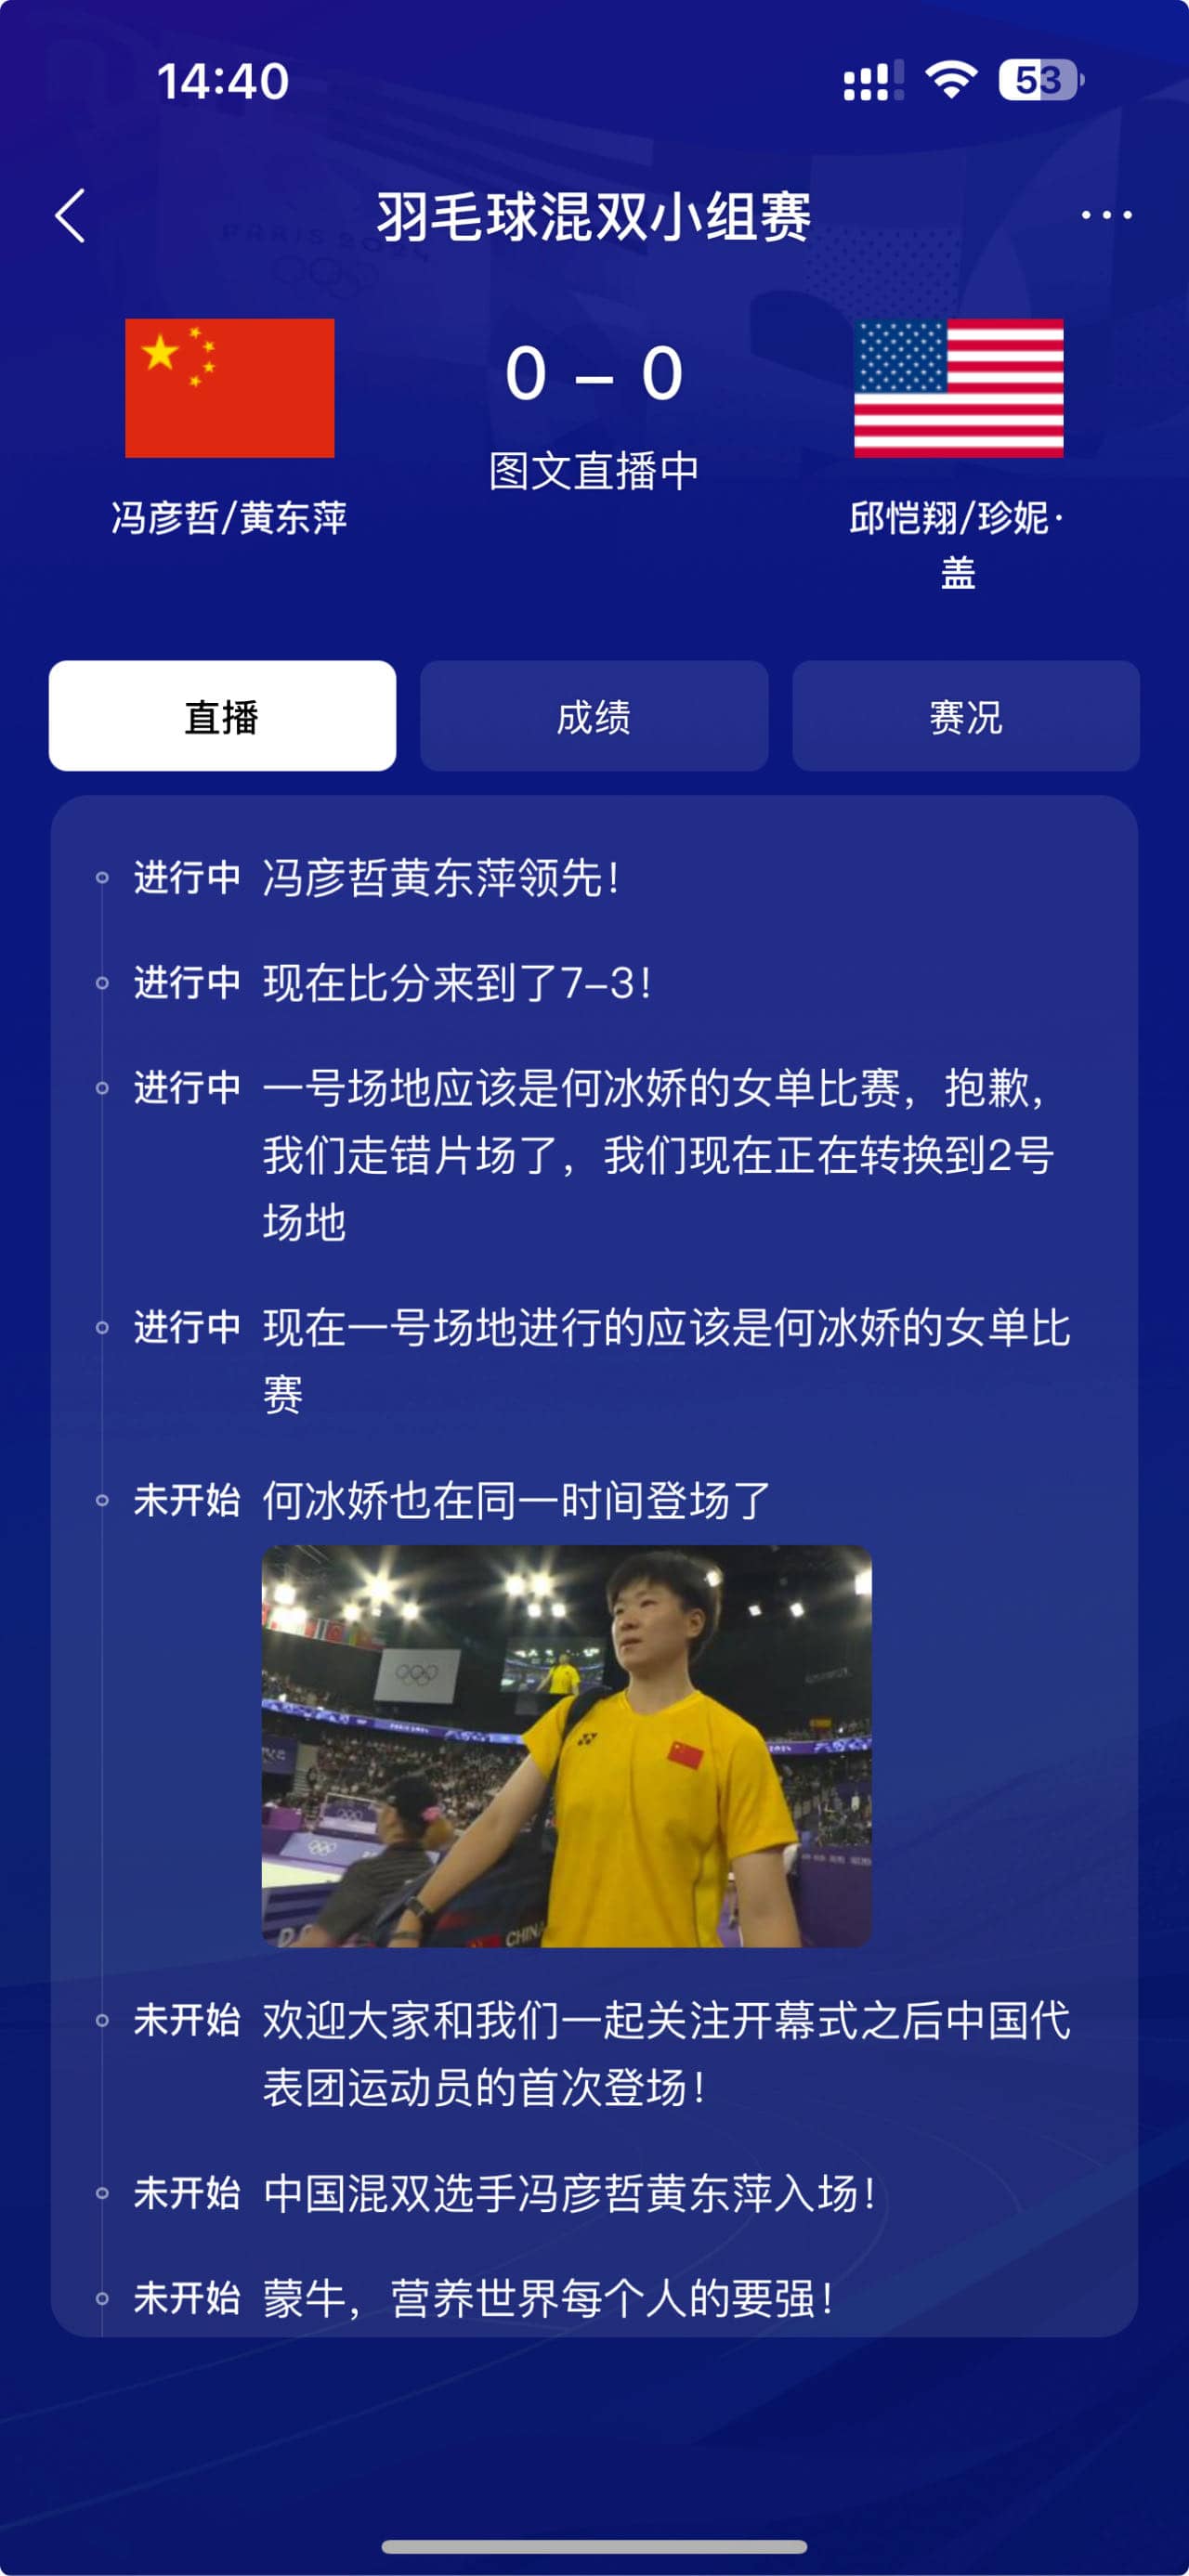 14:40
53
羽毛球混双小组赛
PARIS 2024
0–0
图文直播中
冯彦哲/黄东萍
邱恺翔/珍妮·
盖
直播
成绩
赛况
进行中 冯彦哲黄东萍领先！
进行中 现在比分来到了7–3！
进行中 一号场地应该是何冰娇的女单比赛，抱歉，
我们走错片场了，我们现在正在转换到2号
场地
进行中 现在一号场地进行的应该是何冰娇的女单比
赛
未开始 何冰娇也在同一时间登场了
CHINA
未开始 欢迎大家和我们一起关注开幕式之后中国代
表团运动员的首次登场！
未开始 中国混双选手冯彦哲黄东萍入场！
未开始 蒙牛，营养世界每个人的要强！